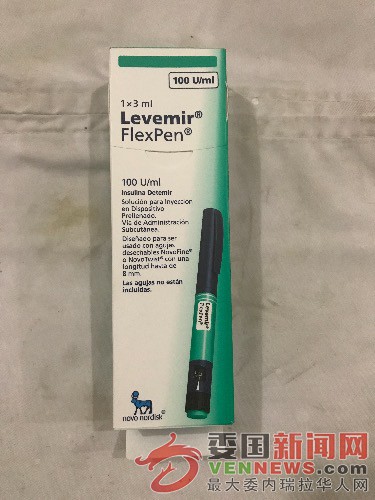 100 U/ml
1×3 ml
Levemir®
FlexPen®
100 U/ml
Insulina Detemir
Solución para Inyeccion
en Dispositivo
Prellenado.
Vía de Administración
Subcutánea.
Diseñado para ser
usado con agujas
desechables NovoFine®
o NovoTwist® con una
longitud hasta de
8 mm.
Las agujas no están
incluidas.
Levemir®
FlexPen®
novo nordisk®
委国新闻网
VENNEWS.com
最大委内瑞拉华人网